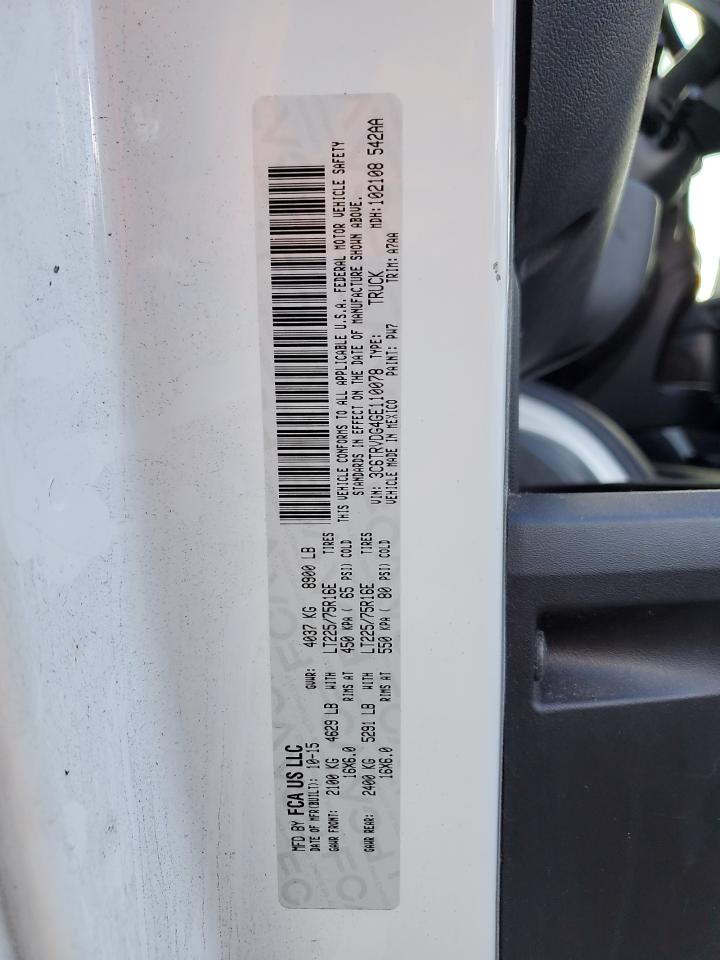 MFD BY FCA US LLC
DATE OF MFR(BUILT): 10-15
GVWR: 4037 KG 8900 LB
GAWR FRONT: 2100 KG 4629 LB WITH LT225/75R16E TIRES
16X6.0 RIMS AT 450 KPA ( 65 PSI) COLD
GAWR REAR: 2400 KG 5291 LB WITH LT225/75R16E TIRES
16X6.0 RIMS AT 550 KPA ( 80 PSI) COLD
THIS VEHICLE CONFORMS TO ALL APPLICABLE U.S.A. FEDERAL MOTOR VEHICLE SAFETY
STANDARDS IN EFFECT ON THE DATE OF MANUFACTURE SHOWN ABOVE.
VIN: 3C6TRVDG4GE110078 TYPE: TRUCK MDH:102108 542AA
VEHICLE MADE IN MEXICO PAINT: PW7 TRIM: A7AA